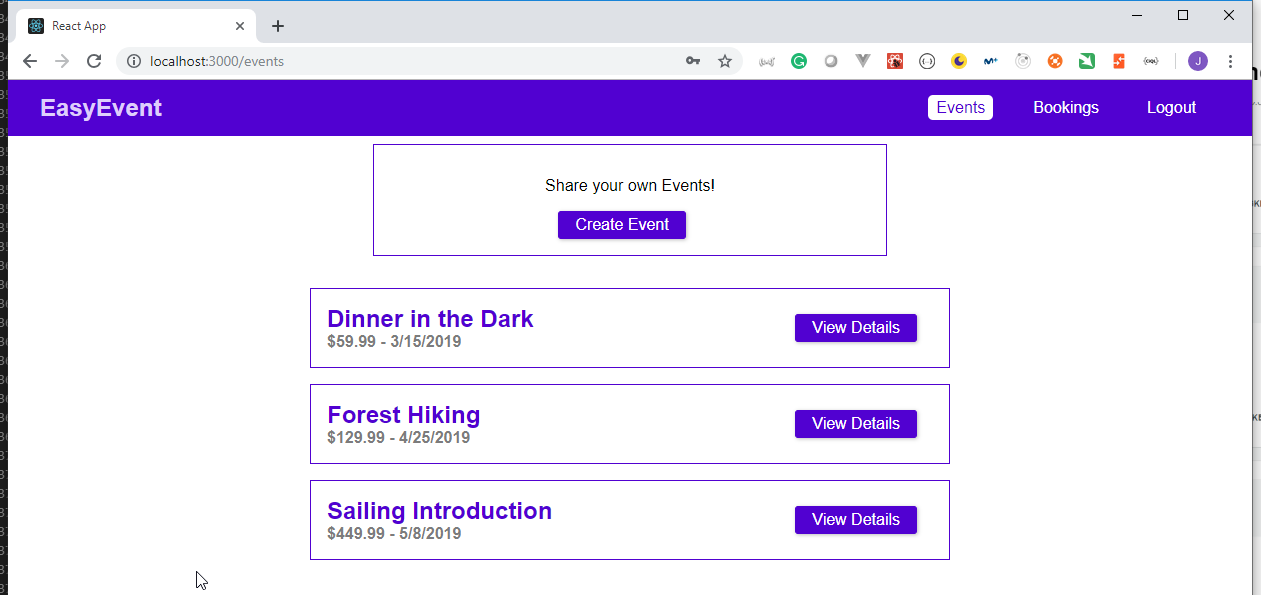 React App
localhost:3000/events
J
EasyEvent
Events
Bookings
Logout
Share your own Events!
Create Event
Dinner in the Dark
$59.99 - 3/15/2019
View Details
Forest Hiking
$129.99 - 4/25/2019
View Details
Sailing Introduction
$449.99 - 5/8/2019
View Details